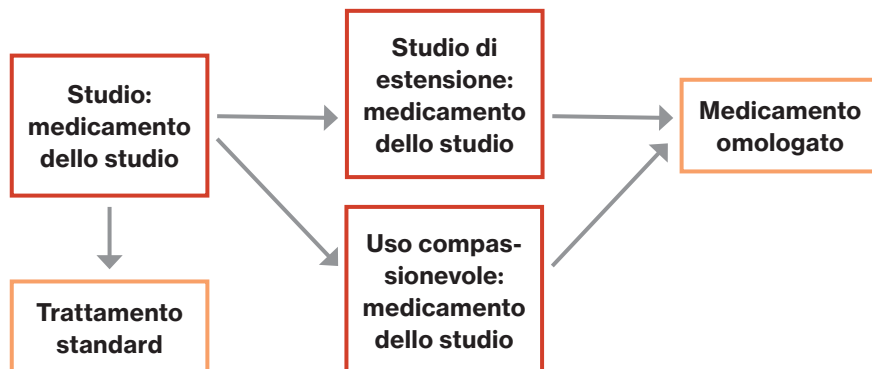 Studio:
medicamento
dello studio
Studio di
estensione:
medicamento
dello studio
Medicamento
omologato
Uso compas-
sionevole:
medicamento
dello studio
Trattamento
standard